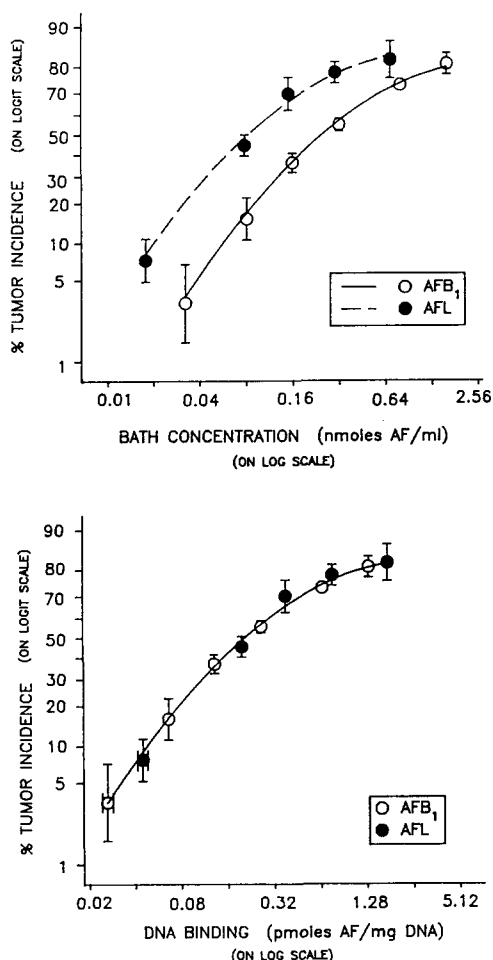 % TUMOR INCIDENCE (ON LOGIT SCALE)
90
80
70
50
30
20
10
5
1
AFB1
AFL
0.01 0.04 0.16 0.64 2.56
BATH CONCENTRATION (nmoles AF/ml)
(ON LOG SCALE)
% TUMOR INCIDENCE (ON LOGIT SCALE)
90
80
70
50
30
20
10
5
1
AFB1
AFL
0.02 0.08 0.32 1.28 5.12
DNA BINDING (pmoles AF/mg DNA)
(ON LOG SCALE)